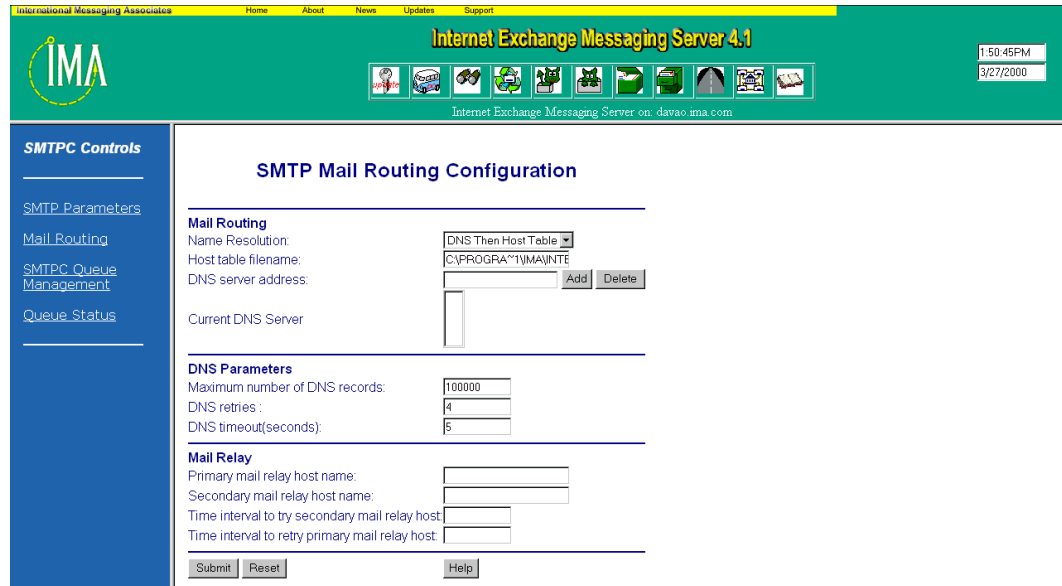 International Messaging Associates Home About News Updates Support
IMA
Internet Exchange Messaging Server 4.1
1:50:45PM
3/27/2000
update
Internet Exchange Messaging Server on: davao.ima.com
SMTPC Controls
SMTP Parameters
Mail Routing
SMTPC Queue
Management
Queue Status
SMTP Mail Routing Configuration
Mail Routing
Name Resolution: DNS Then Host Table
Host table filename: C:\PROGRA~1\IMA\INTE
DNS server address: Add Delete
Current DNS Server
DNS Parameters
Maximum number of DNS records: 100000
DNS retries : 4
DNS timeout(seconds): 5
Mail Relay
Primary mail relay host name:
Secondary mail relay host name:
Time interval to try secondary mail relay host:
Time interval to retry primary mail relay host:
Submit Reset Help